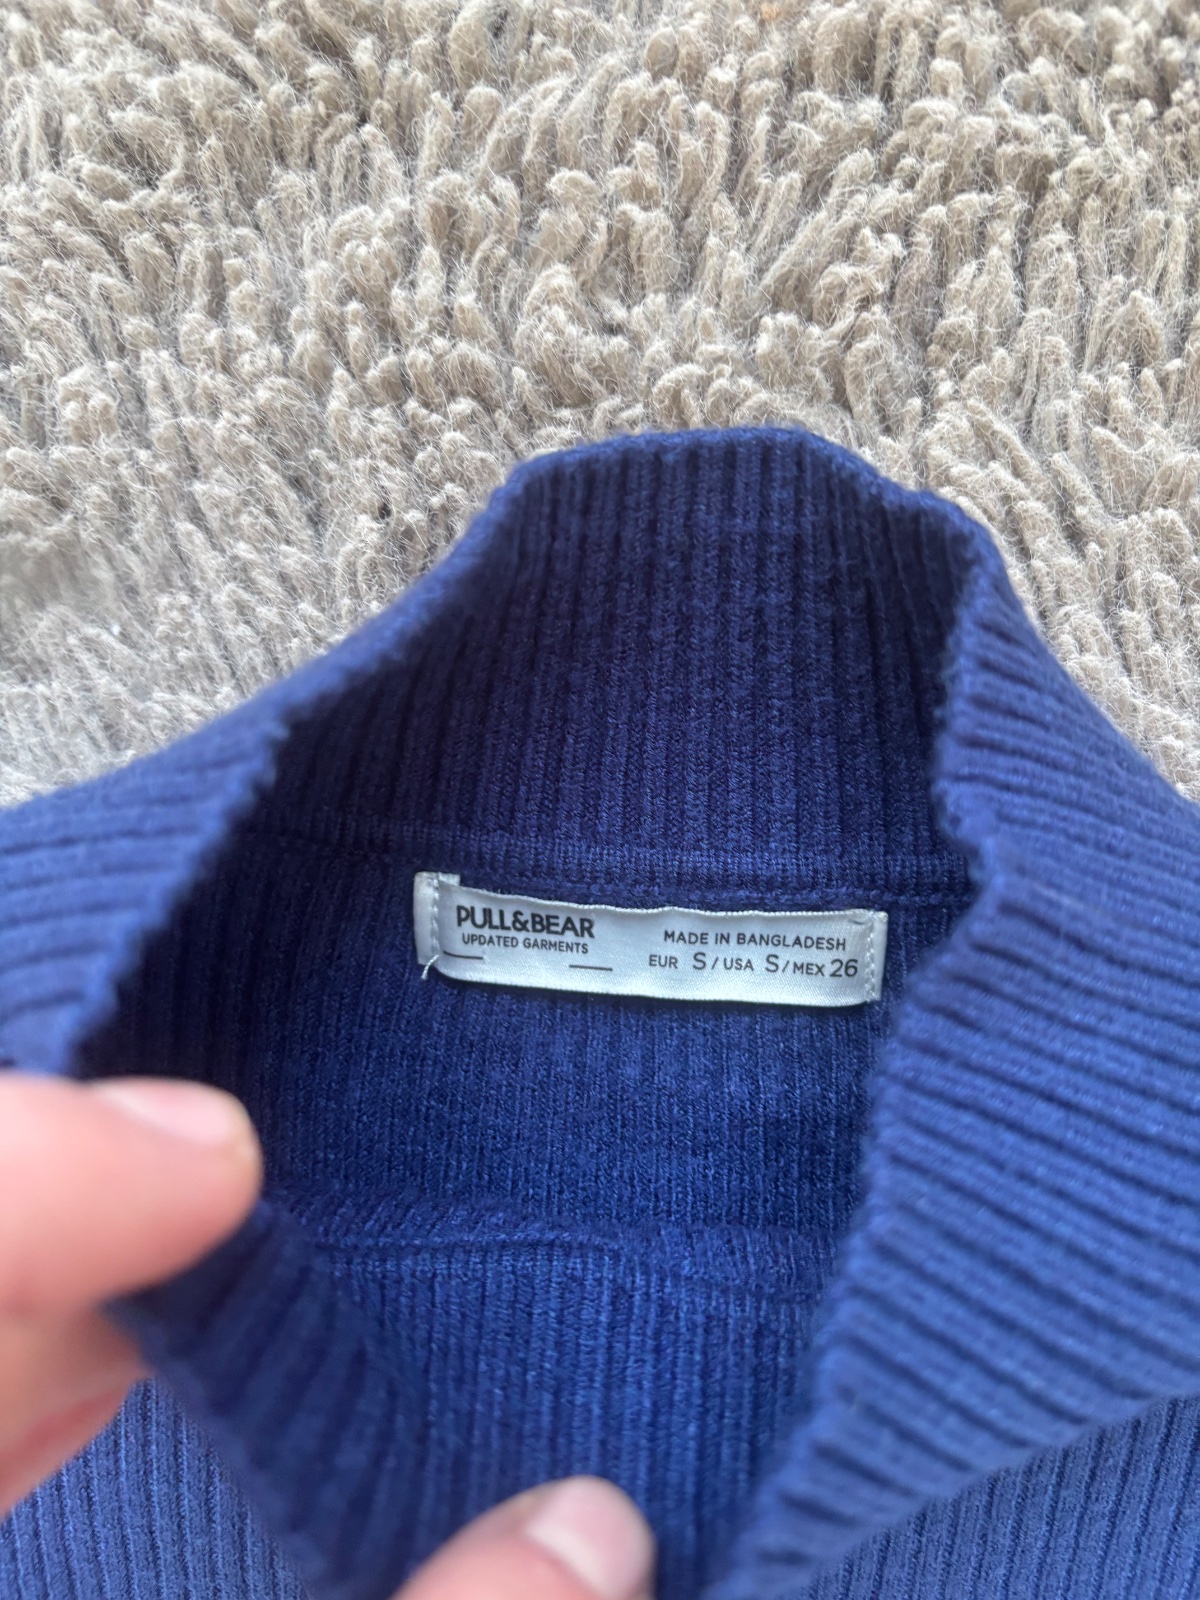 PULL&BEAR
UPDATED GARMENTS
MADE IN BANGLADESH
EUR S / USA S / MEX 26